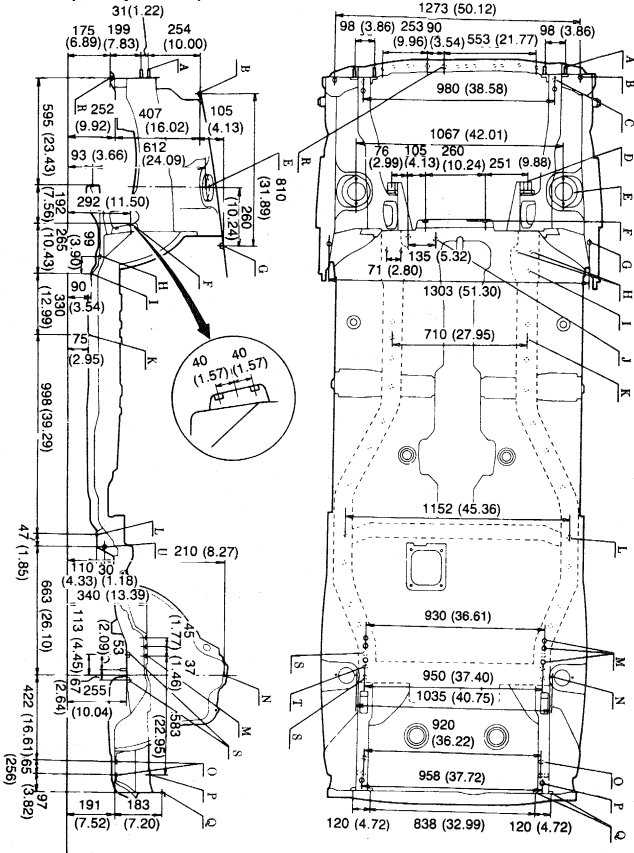 31(1.22)
175
(6.89)
199
(7.83)
254
(10.00)
A
B
R
252
(9.92)
407
(16.02)
105
(4.13)
612
(24.09)
93 (3.66)
292 (11.50)
E
810
(31.89)
260
(10.24)
595
(23.43)
192
(7.56)
265
(10.43)
99
(3.90)
H
F
G
I
90
(3.54)
330
(12.99)
75
(2.95)
K
40
(1.57)
40
(1.57)
998 (39.29)
L
U
47 (1.85)
110
(4.33)
30
(1.18)
340 (13.39)
210 (8.27)
663
(26.10)
113 (4.45)
53
(2.09)
45
(1.77)
37
(1.46)
67
(2.64)
255
(10.04)
N
M
S
583
(22.95)
422 (16.61)
65
(256)
97 (3.82)
O
P
Q
191
(7.52)
183
(7.20)
1273 (50.12)
98 (3.86)
253
(9.96)
90
(3.54)
553 (21.77)
98 (3.86)
A
B
C
980 (38.58)
R
1067 (42.01)
D
76
(2.99)
105
(4.13)
260
(10.24)
251 (9.88)
E
F
135 (5.32)
G
71 (2.80)
H
1303 (51.30)
I
J
710 (27.95)
K
1152 (45.36)
L
930 (36.61)
M
S
950 (37.40)
N
T
1035 (40.75)
S
920
(36.22)
O
958 (37.72)
P
Q
120 (4.72)
838 (32.99)
120 (4.72)